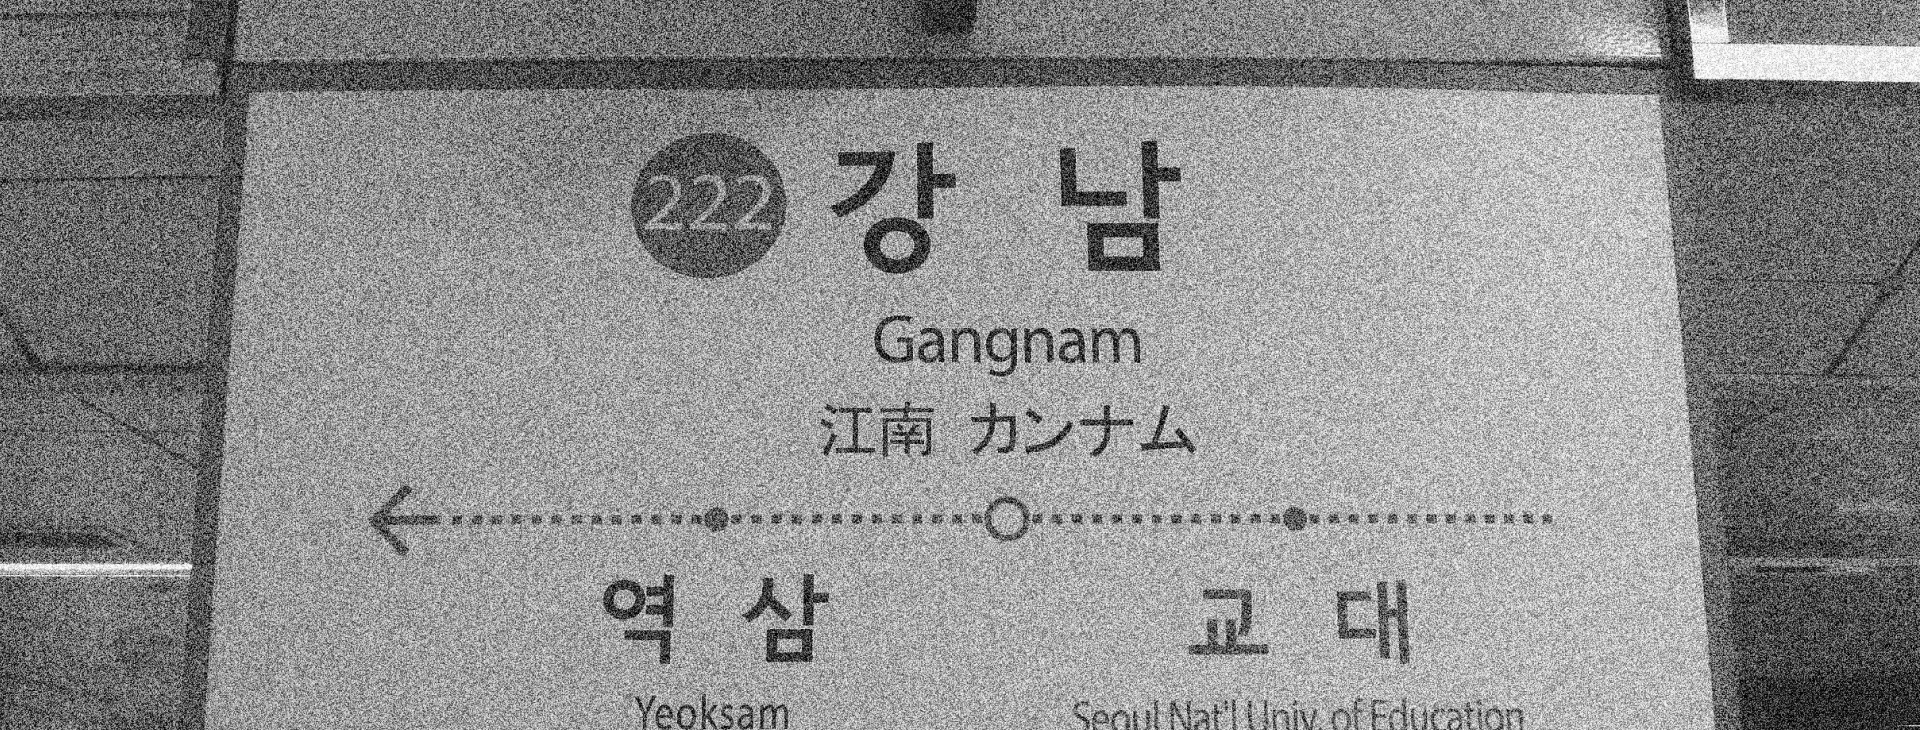 222 강 남
Gangnam
江南 カンナム
역 삼 교 대
Yeoksam Seoul Nat'l Univ. of Education